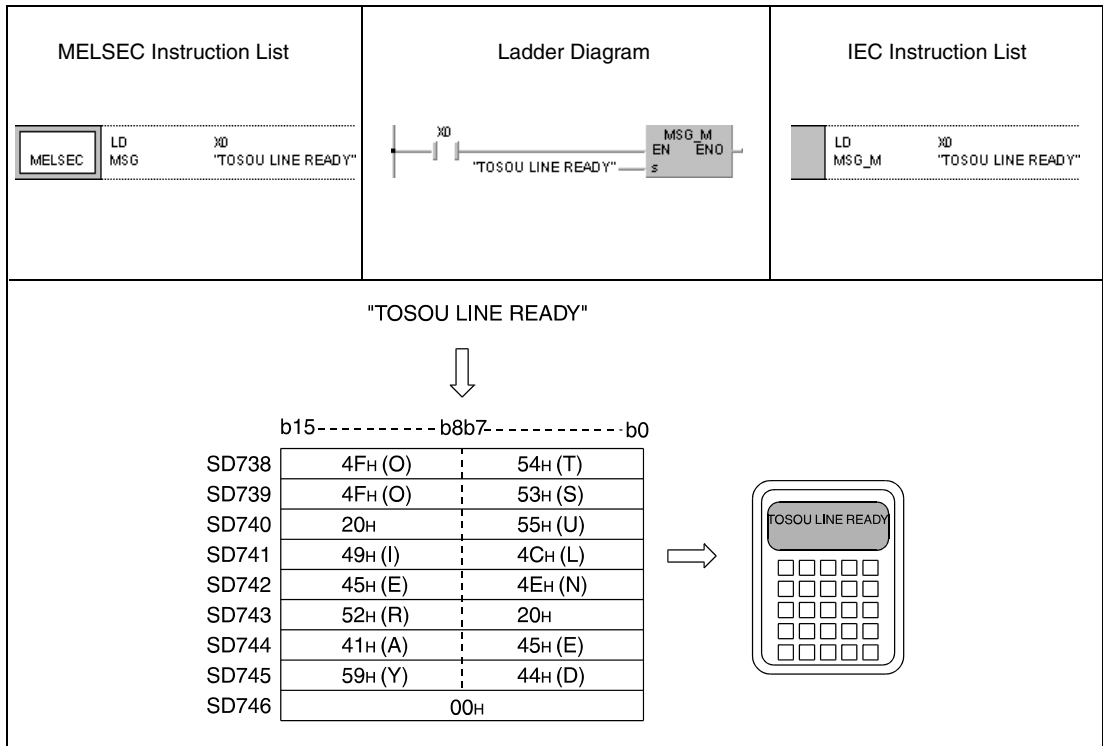 MELSEC Instruction List
Ladder Diagram
IEC Instruction List
MELSEC
LD X0
MSG "TOSOU LINE READY"
X0
MSG_M
EN ENO
"TOSOU LINE READY" s
LD X0
MSG_M "TOSOU LINE READY"
"TOSOU LINE READY"
b15 b8b7 b0
SD738 4FH (O) 54H (T)
SD739 4FH (O) 53H (S)
SD740 20H 55H (U)
SD741 49H (I) 4CH (L)
SD742 45H (E) 4EH (N)
SD743 52H (R) 20H
SD744 41H (A) 45H (E)
SD745 59H (Y) 44H (D)
SD746 00H
TOSOU LINE READY